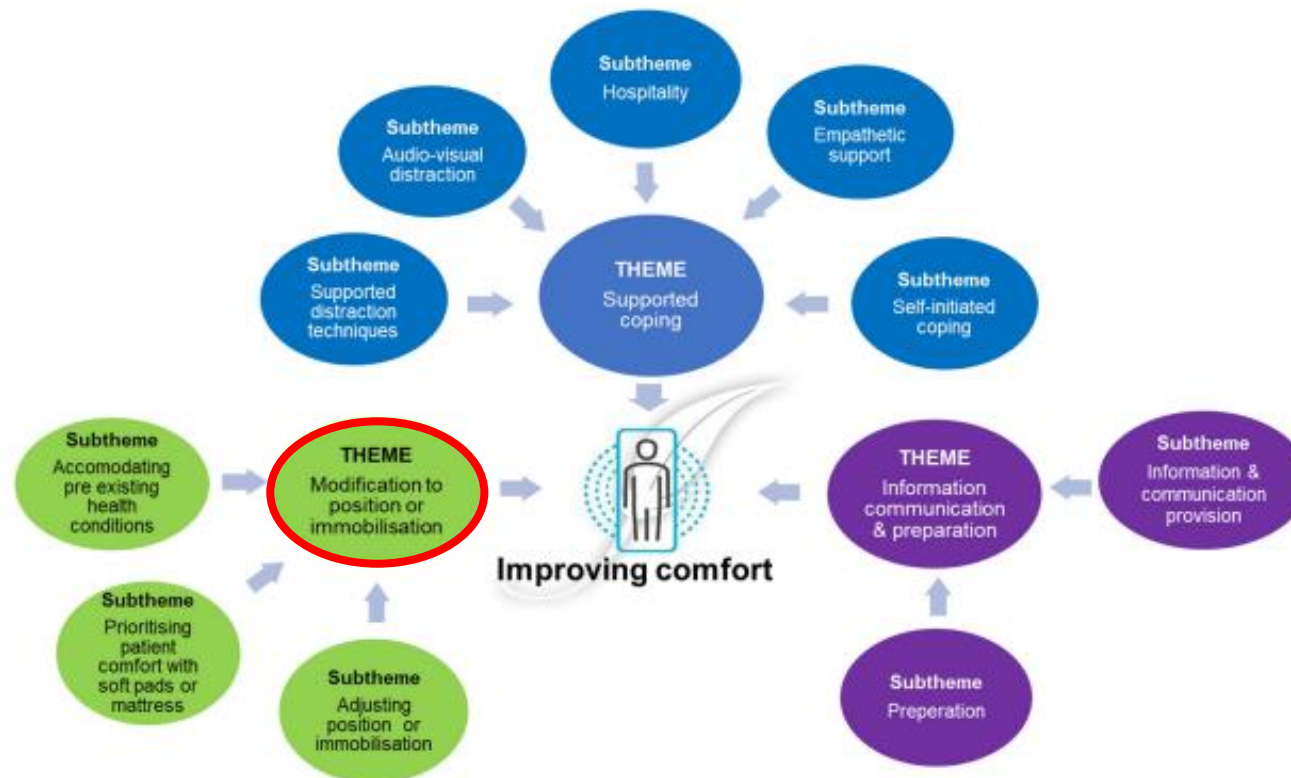 Subtheme
Hospitality
Subtheme
Audio-visual
distraction
Subtheme
Empathetic
support
Subtheme
Supported
distraction
techniques
THEME
Supported
coping
Subtheme
Self-initiated
coping
Subtheme
Accomodating
pre existing
health
conditions
THEME
Modification to
position or
immobilisation
Improving comfort
THEME
Information
communication
& preparation
Subtheme
Information &
communication
provision
Subtheme
Prioritising
patient
comfort with
soft pads or
mattress
Subtheme
Adjusting
position or
immobilisation
Subtheme
Preperation